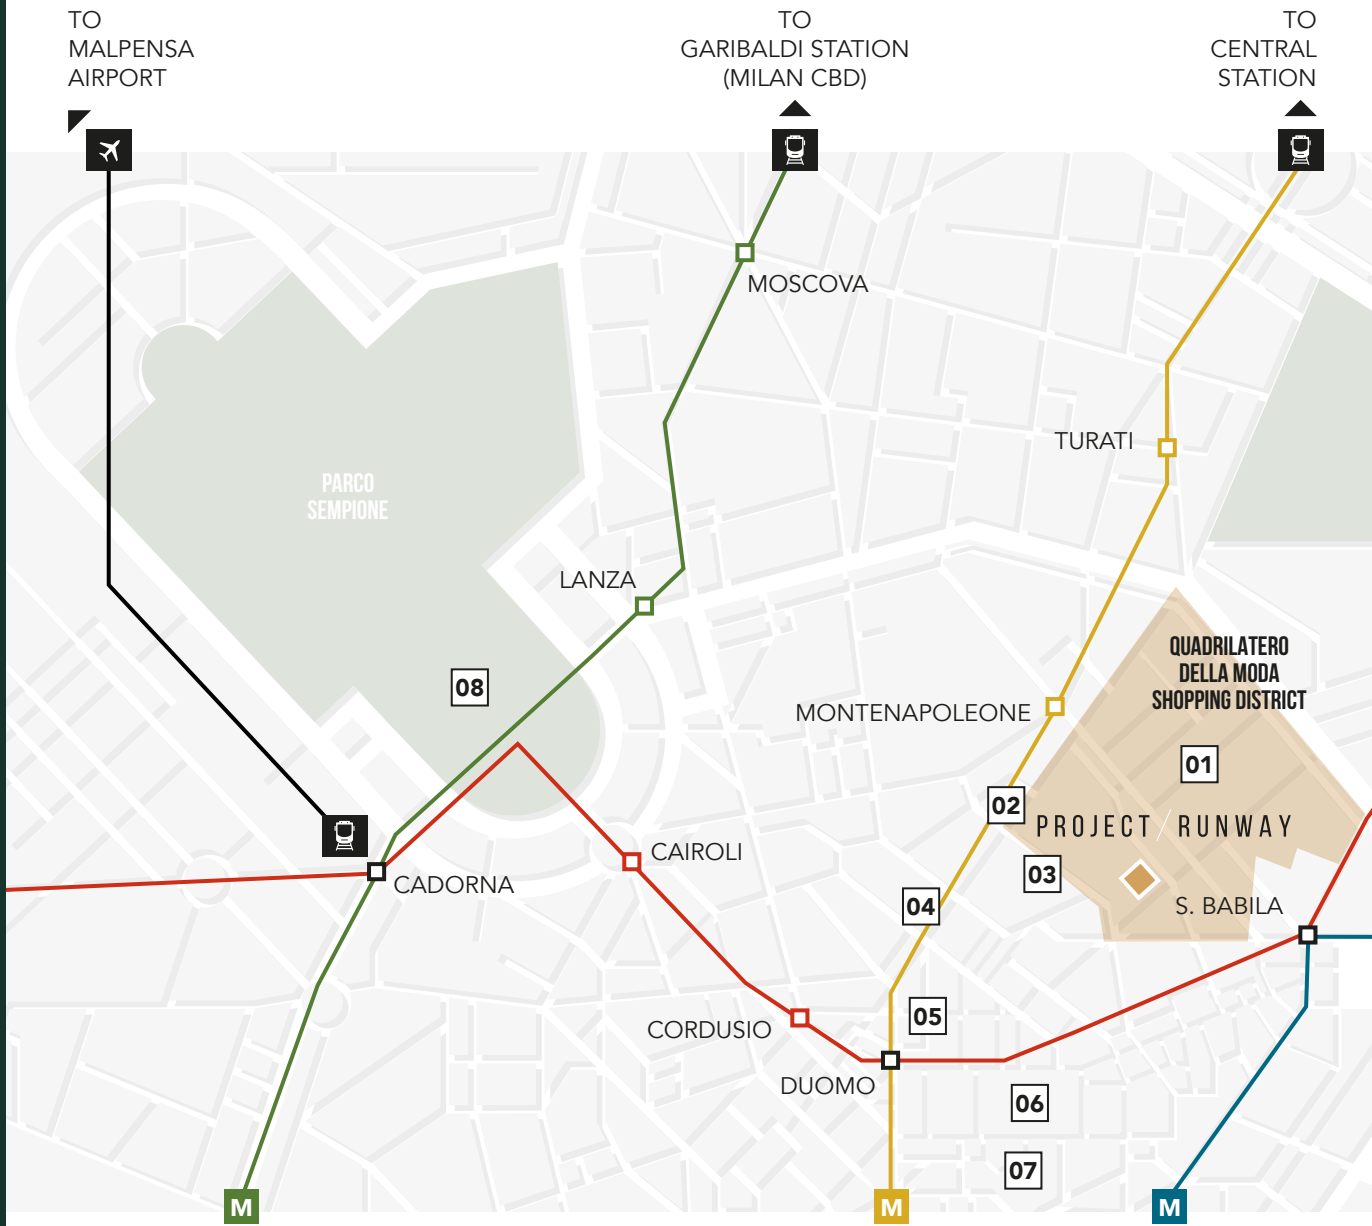 TO
MALPENSA
AIRPORT
TO
GARIBALDI STATION
(MILAN CBD)
TO
CENTRAL
STATION
MOSCOVA
TURATI
PARCO
SEMPIONE
LANZA
QUADRILATERO
DELLA MODA
SHOPPING DISTRICT
08
MONTENAPOLEONE
01
02
PROJECT / RUNWAY
CAIROLI
03
CADORNA
04
S. BABILA
05
CORDUSIO
DUOMO
06
07
M
M
M